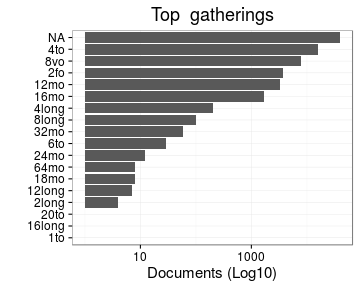 Top gatherings
NA
4to
8vo
2fo
12mo
16mo
4long
8long
32mo
6to
24mo
64mo
18mo
12long
2long
20to
16long
1to
10 1000
Documents (Log10)